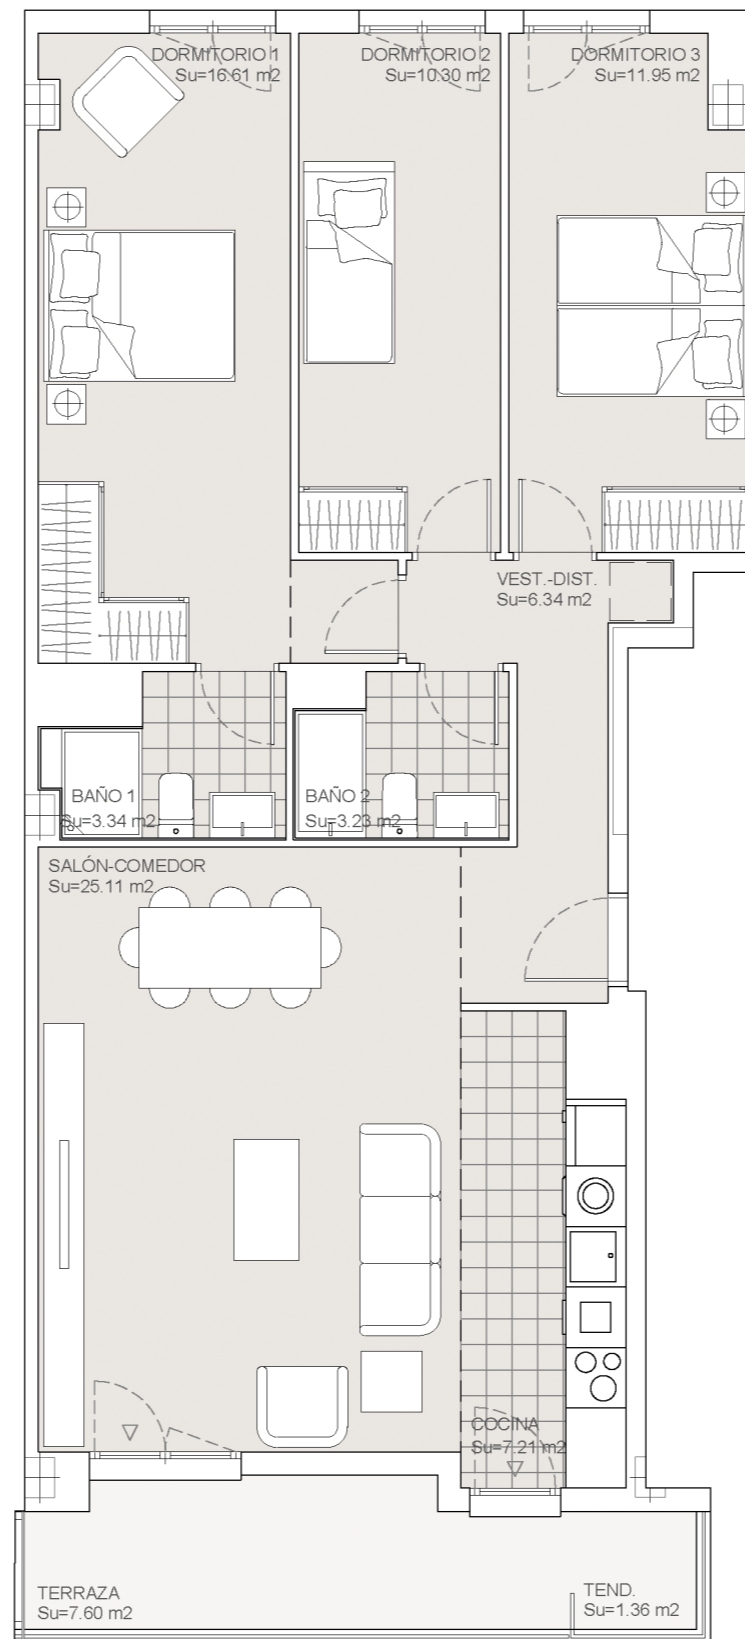 DORMITORIO 1
Su=16.61 m2
DORMITORIO 2
Su=10.30 m2
DORMITORIO 3
Su=11.95 m2
VEST.-DIST.
Su=6.34 m2
BAÑO 1
Su=3.34 m2
BAÑO 2
Su=3.23 m2
SALÓN-COMEDOR
Su=25.11 m2
COCINA
Su=7.21 m2
TERRAZA
Su=7.60 m2
TEND.
Su=1.36 m2